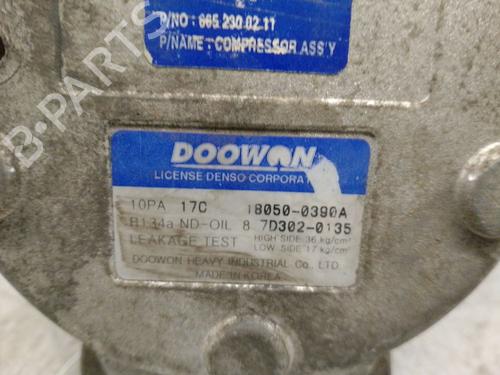 P/NO : 665 230 02 11
P/NAME : COMPRESSOR ASS'Y
DOOWON
LICENSE DENSO CORPORAT
10PA 17C 18050-0390A
R134a ND-OIL 8 7D302-0135
LEAKAGE TEST HIGH SIDE:36 kg/cm²
LOW SIDE:17 kg/cm²
DOOWON HEAVY INDUSTRIAL Co., LTD.
MADE IN KOREA
B-PARTS